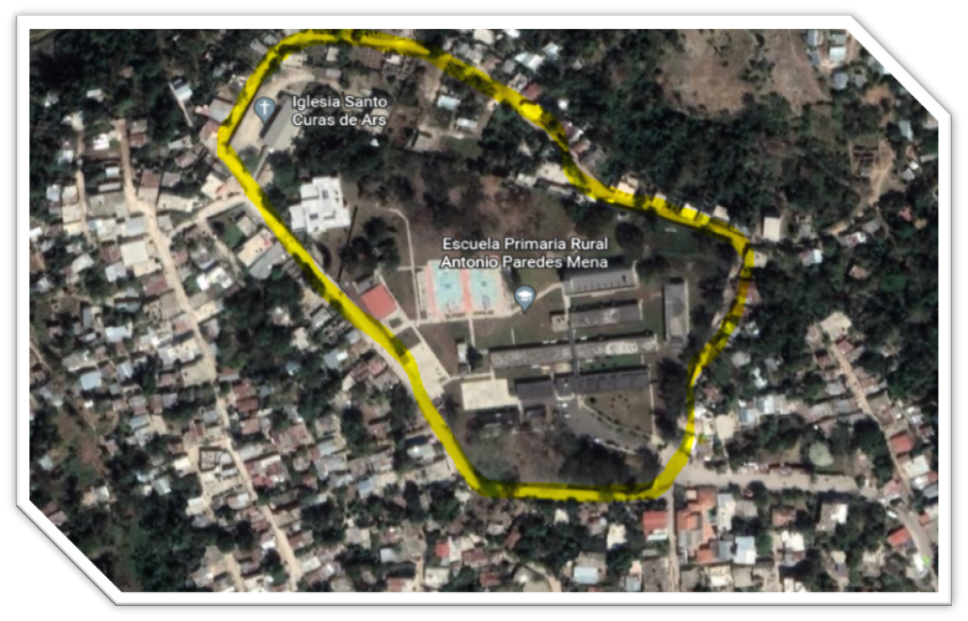 Iglesia Santo
Curas de Ars
Escuela Primaria Rural
Antonio Paredes Mena